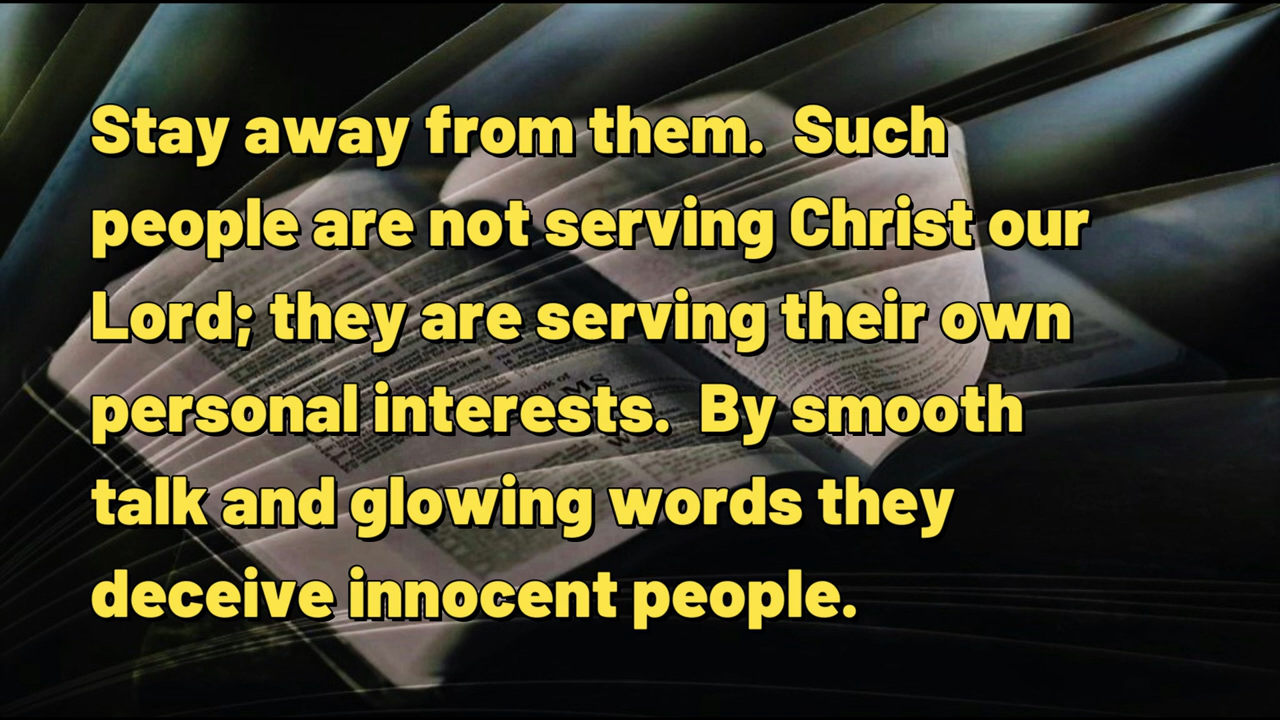 Stay away from them.  Such
people are not serving Christ our
Lord; they are serving their own
personal interests.  By smooth
talk and glowing words they
deceive innocent people.